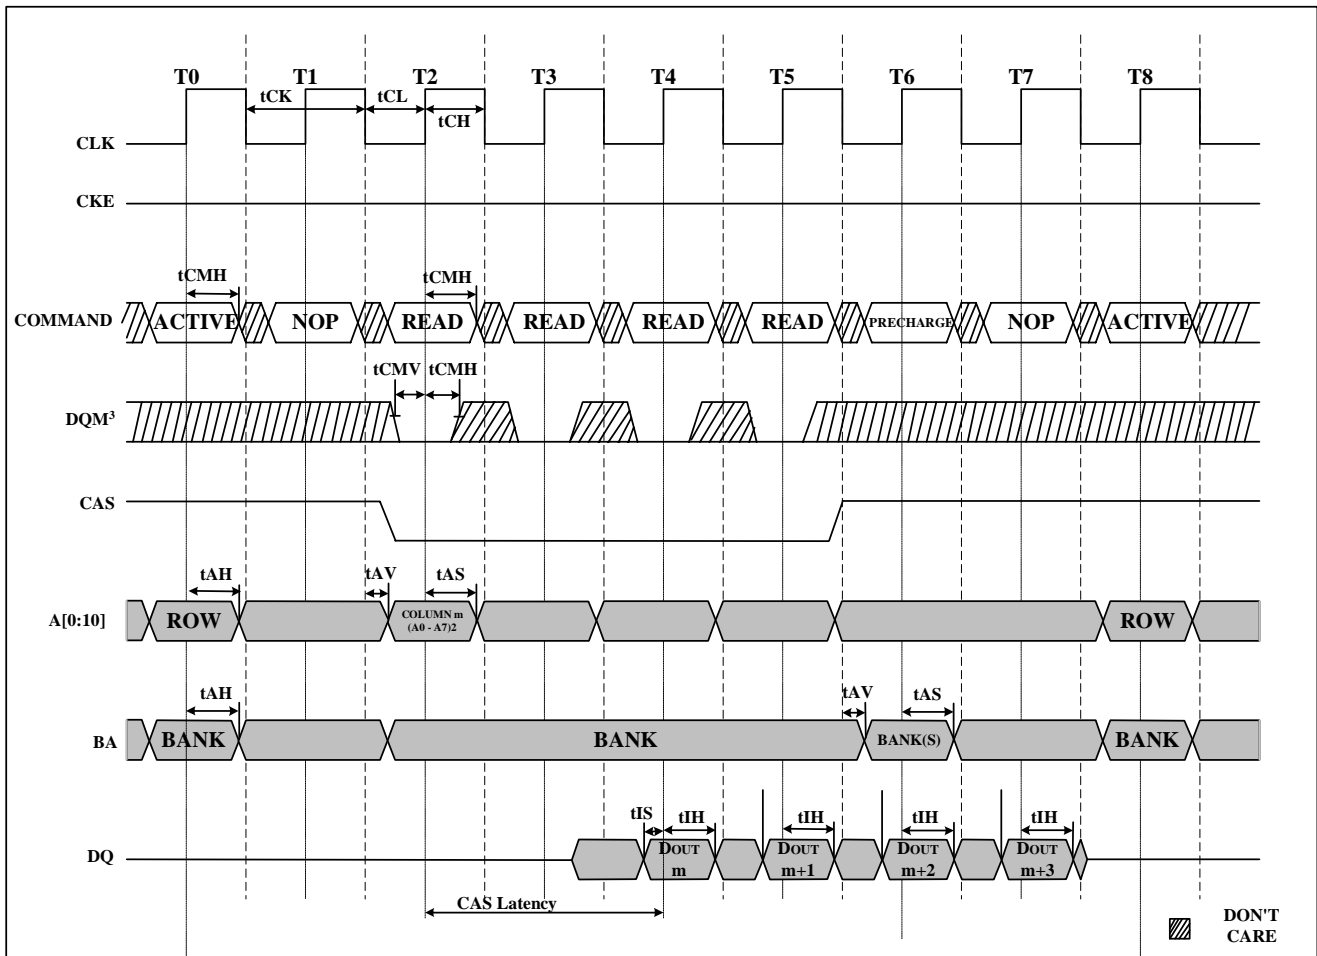 T0 T1 T2 T3 T4 T5 T6 T7 T8
tCK tCL
tCH
CLK
CKE
tCMH tCMH
COMMAND ACTIVE NOP READ READ READ READ PRECHARGE NOP ACTIVE
tCMV tCMH
DQM³
CAS
tAH tAV tAS
A[0:10] ROW COLUMN m ROW
(A0 - A7)2
tAH tAV tAS
BA BANK BANK BANK(S) BANK
tIS tIH tIH tIH tIH
DQ DOUT DOUT DOUT DOUT
m m+1 m+2 m+3
CAS Latency
DON'T
CARE